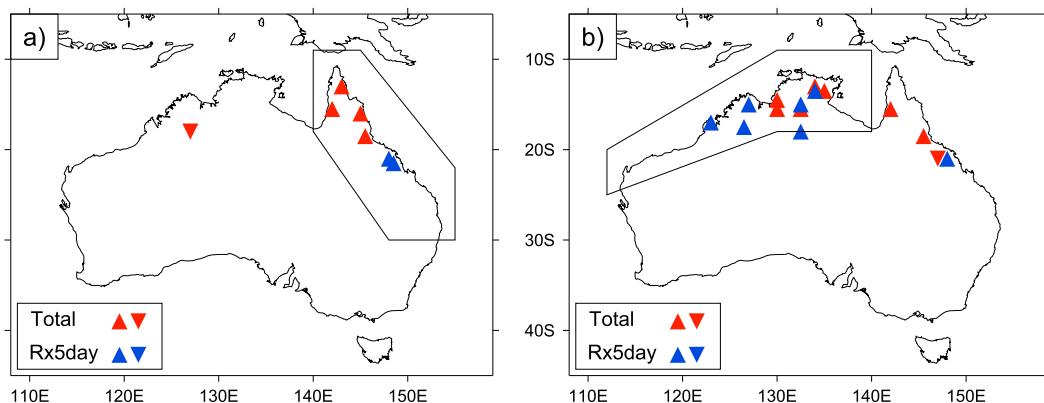 a)
b)
10S
20S
30S
40S
Total
Rx5day
Total
Rx5day
110E 120E 130E 140E 150E
110E 120E 130E 140E 150E